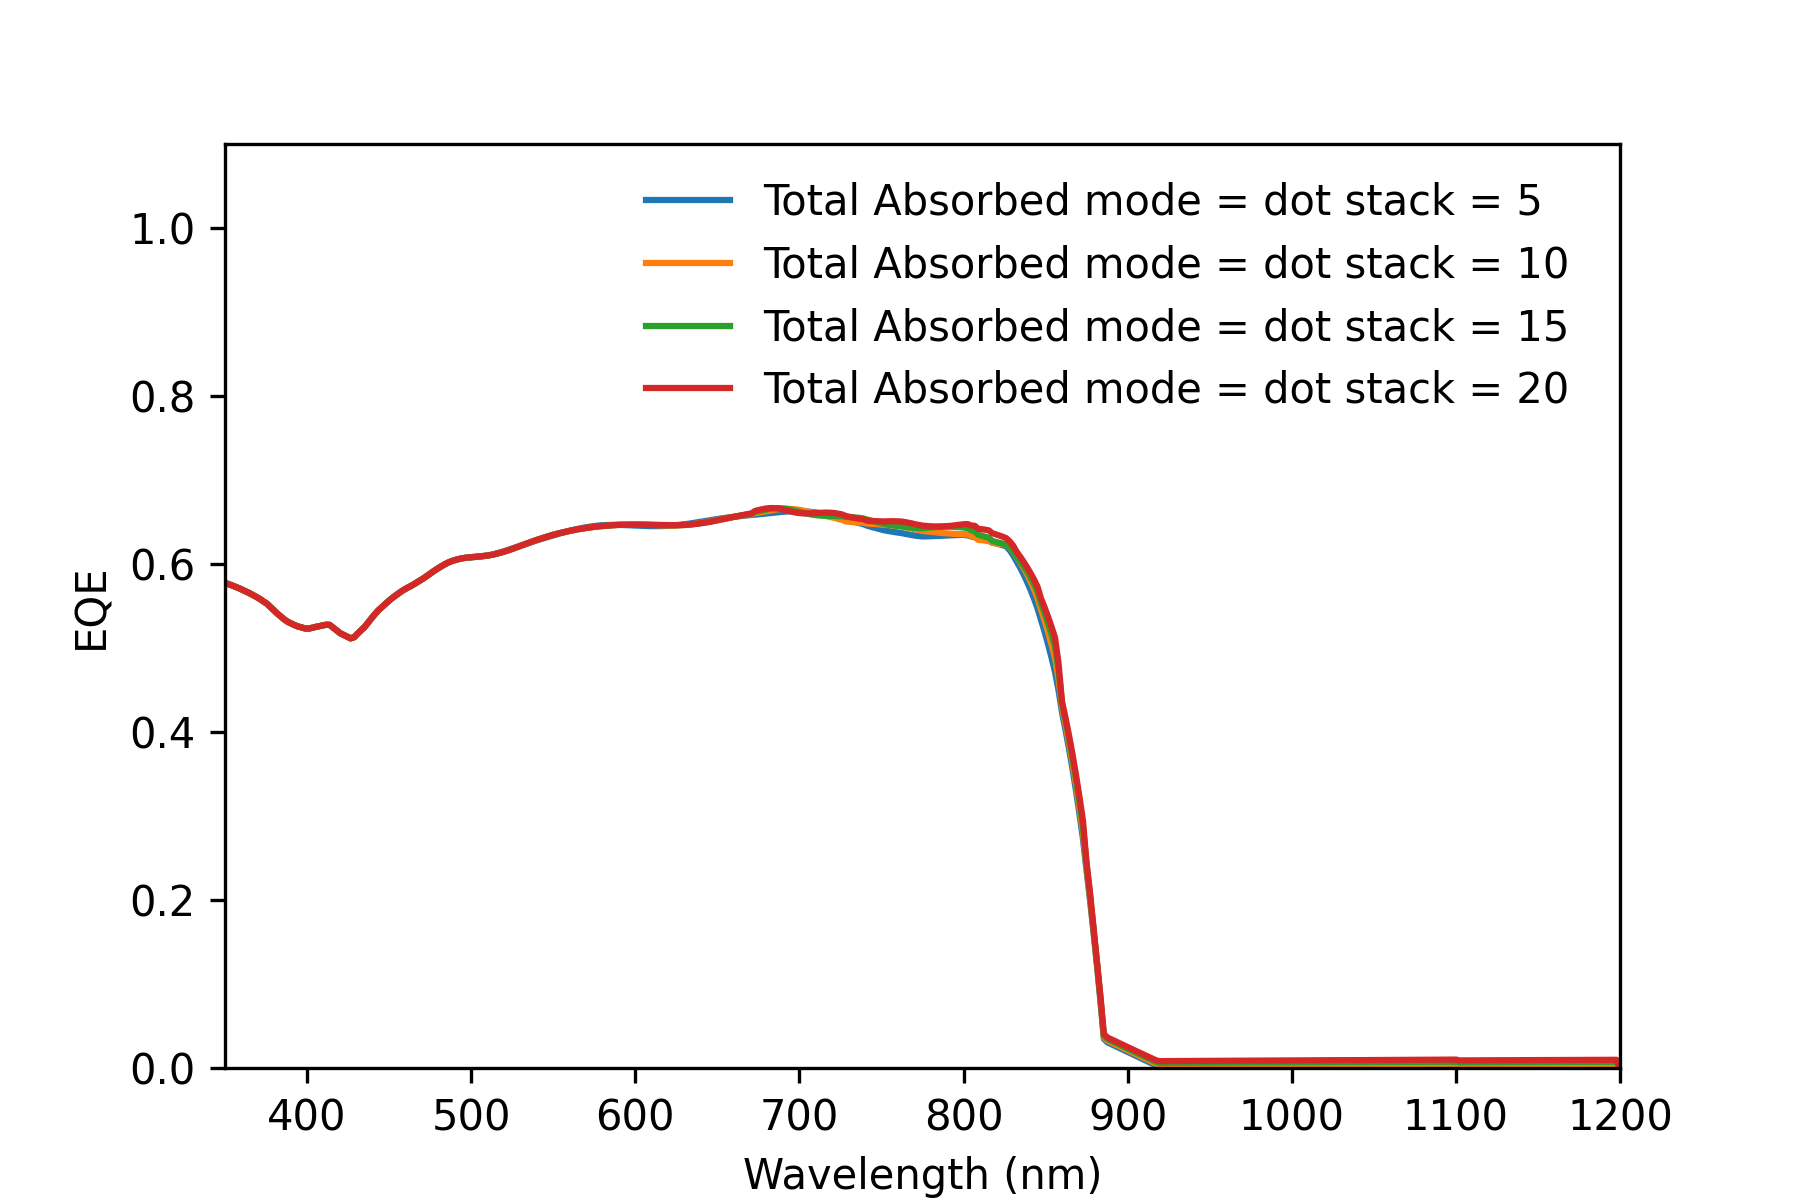 Total Absorbed mode = dot stack = 5
Total Absorbed mode = dot stack = 10
Total Absorbed mode = dot stack = 15
Total Absorbed mode = dot stack = 20
1.0
0.8
0.6
0.4
0.2
0.0
EQE
400 500 600 700 800 900 1000 1100 1200
Wavelength (nm)